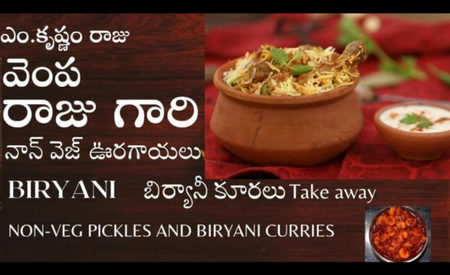 ఎం.కృష్ణం రాజు
వెంప
రాజు గారి
నాన్ వెజ్ ఊరగాయలు
BIRYANI బిర్యానీ కూరలు Take away
NON-VEG PICKLES AND BIRYANI CURRIES